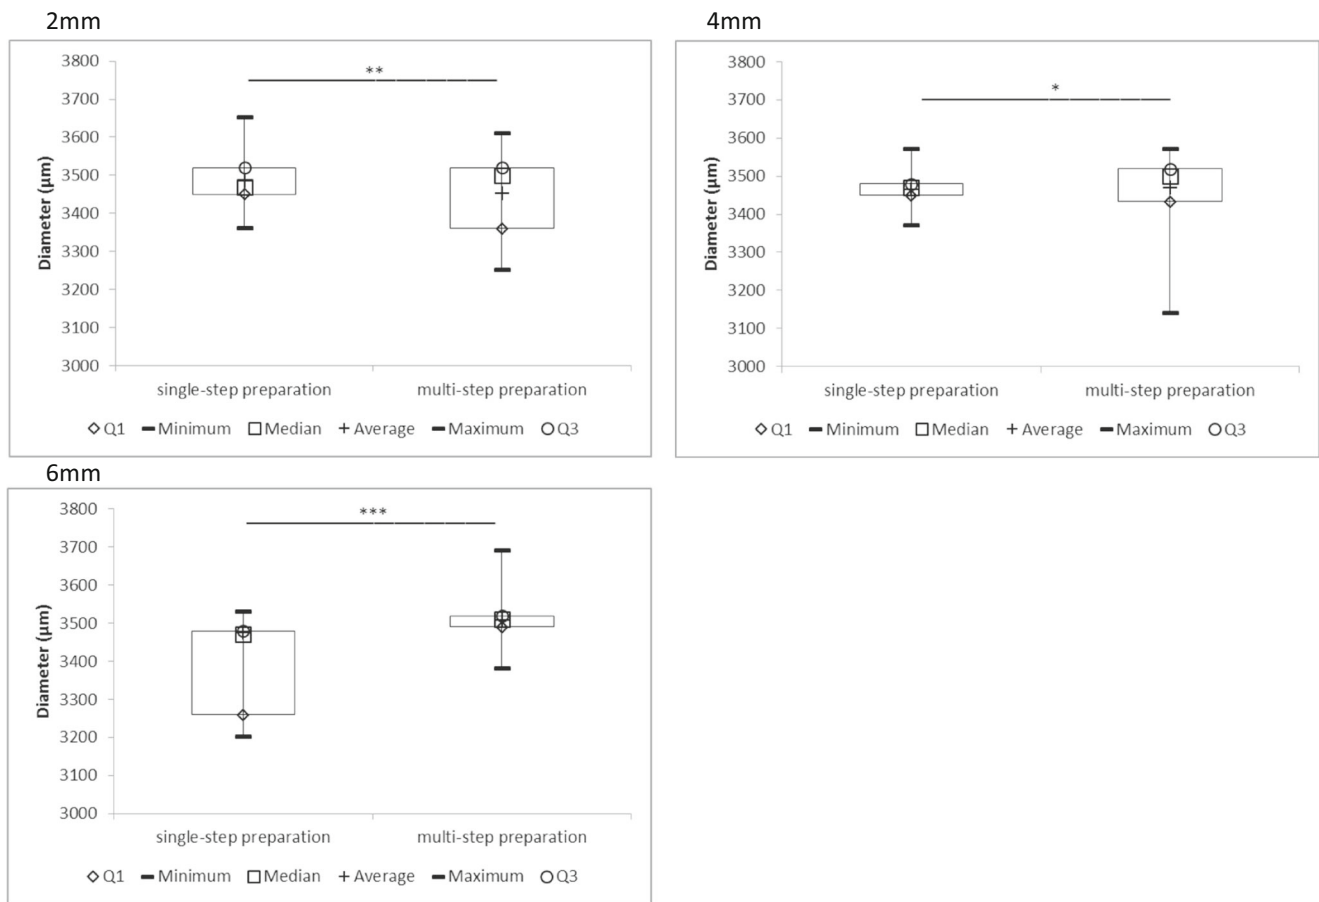 2mm
3800
3700
3600
3500
3400
3300
3200
3100
3000
Diameter (µm)
**
single-step preparation multi-step preparation
Q1 Minimum Median Average Maximum Q3
4mm
3800
3700
3600
3500
3400
3300
3200
3100
3000
Diameter (µm)
*
single-step preparation multi-step preparation
Q1 Minimum Median Average Maximum Q3
6mm
3800
3700
3600
3500
3400
3300
3200
3100
3000
Diameter (µm)
***
single-step preparation multi-step preparation
Q1 Minimum Median Average Maximum Q3